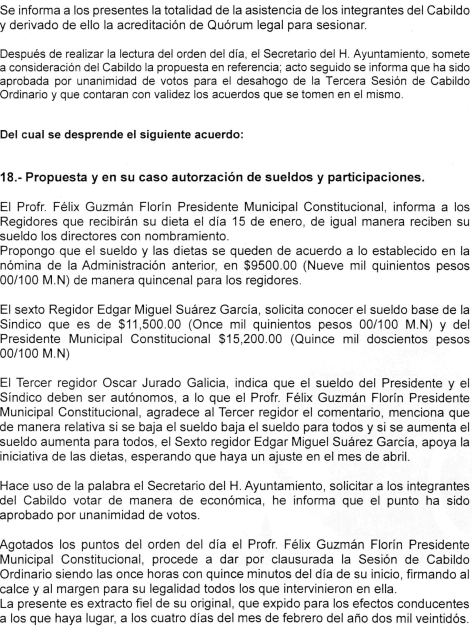 Se informa a los presentes la totalidad de la asistencia de los integrantes del Cabildo
y derivado de ello la acreditación de Quórum legal para sesionar.
Después de realizar la lectura del orden del día, el Secretario del H. Ayuntamiento, somete
a consideración del Cabildo la propuesta en referencia; acto seguido se informa que ha sido
aprobada por unanimidad de votos para el desahogo de la Tercera Sesión de Cabildo
Ordinario y que contaran con validez los acuerdos que se tomen en el mismo.
Del cual se desprende el siguiente acuerdo:
18.- Propuesta y en su caso autorzación de sueldos y participaciones.
El Profr. Félix Guzmán Florín Presidente Municipal Constitucional, informa a los
Regidores que recibirán su dieta el día 15 de enero, de igual manera reciben su
sueldo los directores con nombramiento.
Propongo que el sueldo y las dietas se queden de acuerdo a lo establecido en la
nómina de la Administración anterior, en $9500.00 (Nueve mil quinientos pesos
00/100 M.N) de manera quincenal para los regidores.
El sexto Regidor Edgar Miguel Suárez García, solicita conocer el sueldo base de la
Sindico que es de $11,500.00 (Once mil quinientos pesos 00/100 M.N) y del
Presidente Municipal Constitucional $15,200.00 (Quince mil doscientos pesos
00/100 M.N)
El Tercer regidor Oscar Jurado Galicia, indica que el sueldo del Presidente y el
Síndico deben ser autónomos, a lo que el Profr. Félix Guzmán Florín Presidente
Municipal Constitucional, agradece al Tercer regidor el comentario, menciona que
de manera relativa si se baja el sueldo baja el sueldo para todos y si se aumenta el
sueldo aumenta para todos, el Sexto regidor Edgar Miguel Suárez García, apoya la
iniciativa de las dietas, esperando que haya un ajuste en el mes de abril.
Hace uso de la palabra el Secretario del H. Ayuntamiento, solicitar a los integrantes
del Cabildo votar de manera de económica, he informa que el punto ha sido
aprobado por unanimidad de votos.
Agotados los puntos del orden del día el Profr. Félix Guzmán Florín Presidente
Municipal Constitucional, procede a dar por clausurada la Sesión de Cabildo
Ordinario siendo las once horas con quince minutos del día de su inicio, firmando al
calce y al margen para su legalidad todos los que intervinieron en ella.
La presente es extracto fiel de su original, que expido para los efectos conducentes
a los que haya lugar, a los cuatro días del mes de febrero del año dos mil veintidós.